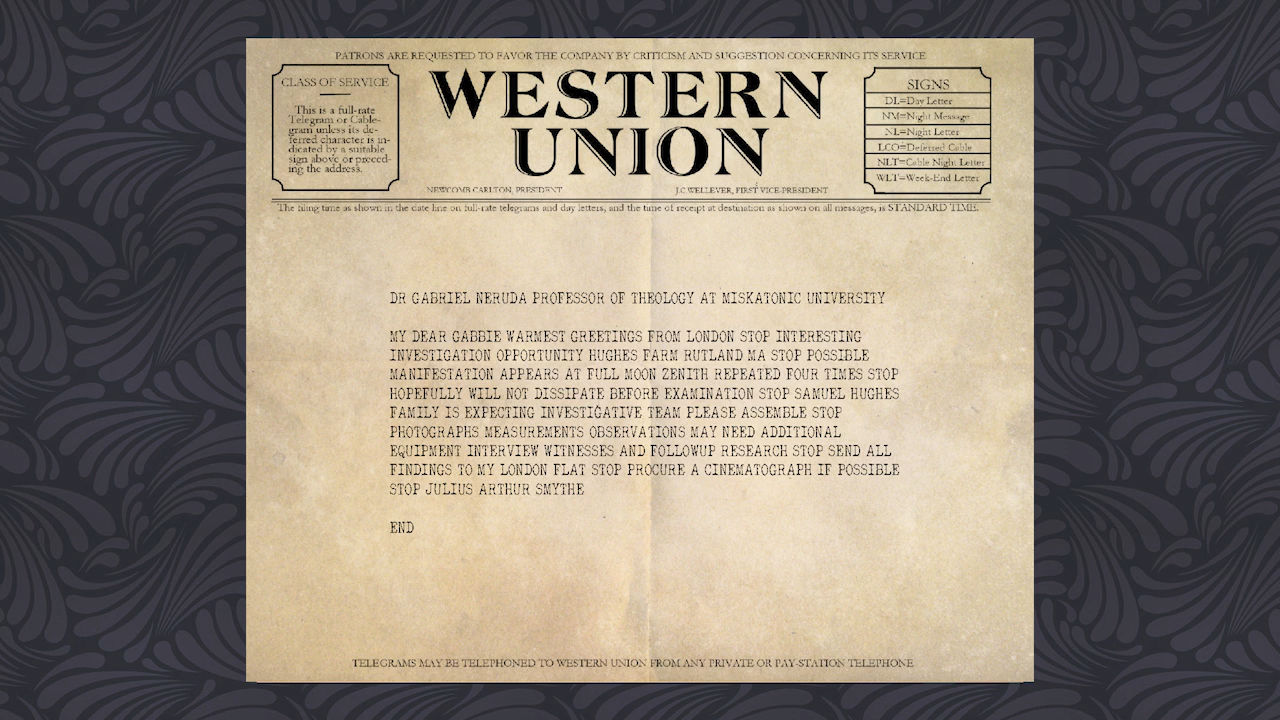 PATRONS ARE REQUESTED TO FAVOR THE COMPANY BY CRITICISM AND SUGGESTION CONCERNING ITS SERVICE
CLASS OF SERVICE
This is a full-rate
Telegram or Cable-
gram unless its de-
ferred character is in-
dicated by a suitable
sign above or preced-
ing the address.
WESTERN
UNION
NEWCOMB CARLTON, PRESIDENT
J.C. WELLEVER, FIRST VICE-PRESIDENT
SIGNS
DL=Day Letter
NM=Night Message
NL=Night Letter
LCO=Deferred Cable
NLT=Cable Night Letter
WLT=Week-End Letter
The filing time as shown in the date line on full-rate telegrams and day letters, and the time of receipt at destination as shown on all messages, is STANDARD TIME.
DR GABRIEL NERUDA PROFESSOR OF THEOLOGY AT MISKATONIC UNIVERSITY
MY DEAR GABBIE WARMEST GREETINGS FROM LONDON STOP INTERESTING
INVESTIGATION OPPORTUNITY HUGHES FARM RUTLAND MA STOP POSSIBLE
MANIFESTATION APPEARS AT FULL MOON ZENITH REPEATED FOUR TIMES STOP
HOPEFULLY WILL NOT DISSIPATE BEFORE EXAMINATION STOP SAMUEL HUGHES
FAMILY IS EXPECTING INVESTIGATIVE TEAM PLEASE ASSEMBLE STOP
PHOTOGRAPHS MEASUREMENTS OBSERVATIONS MAY NEED ADDITIONAL
EQUIPMENT INTERVIEW WITNESSES AND FOLLOWUP RESEARCH STOP SEND ALL
FINDINGS TO MY LONDON FLAT STOP PROCURE A CINEMATOGRAPH IF POSSIBLE
STOP JULIUS ARTHUR SMYTHE
END
TELEGRAMS MAY BE TELEPHONED TO WESTERN UNION FROM ANY PRIVATE OR PAY-STATION TELEPHONE